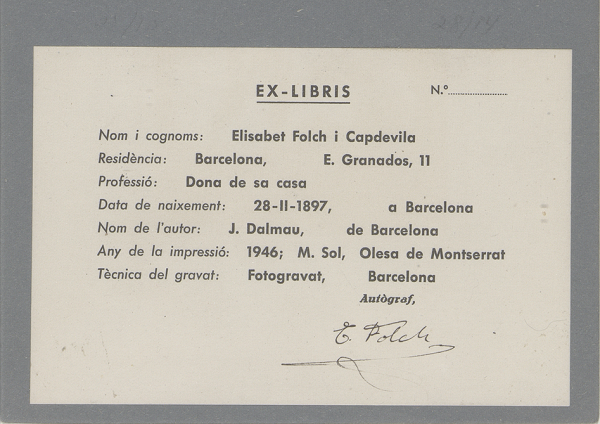 EX-LIBRIS N.º
Nom i cognoms: Elisabet Folch i Capdevila
Residència: Barcelona, E. Granados, 11
Professió: Dona de sa casa
Data de naixement: 28-II-1897, a Barcelona
Nom de l'autor: J. Dalmau, de Barcelona
Any de la impressió: 1946; M. Sol, Olesa de Montserrat
Tècnica del gravat: Fotogravat, Barcelona
Autògraf,
E. Folch